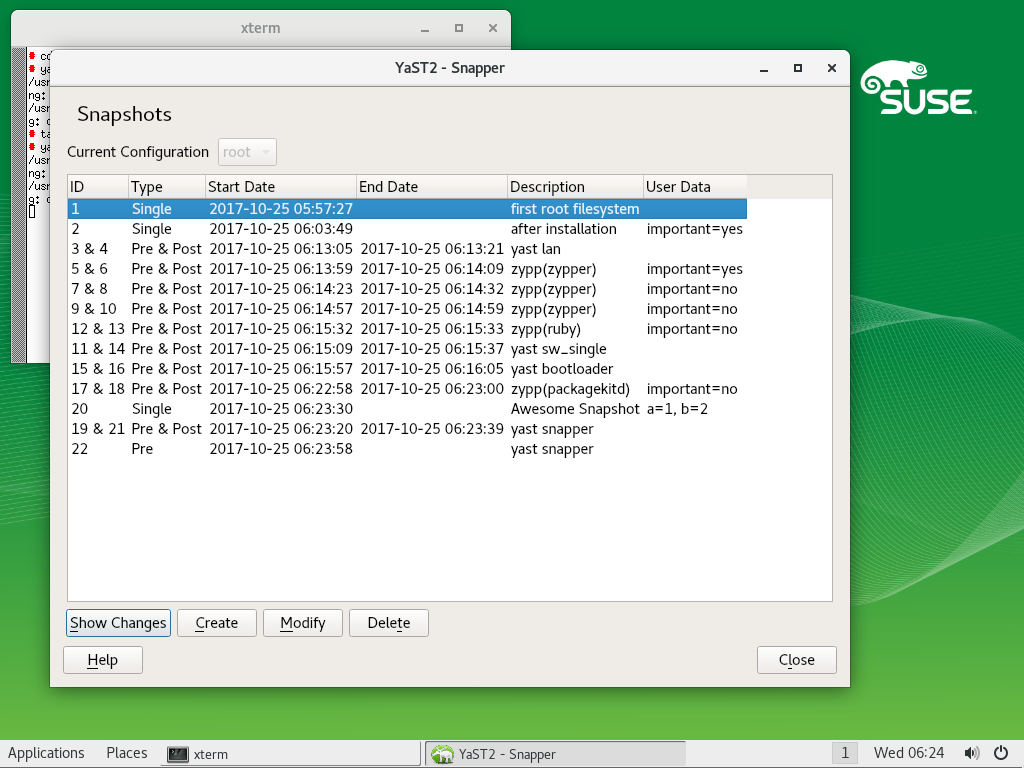 xterm
YaST2 - Snapper
SUSE
Snapshots
Current Configuration root
ID Type Start Date End Date Description User Data
1 Single 2017-10-25 05:57:27 first root filesystem
2 Single 2017-10-25 06:03:49 after installation important=yes
3 & 4 Pre & Post 2017-10-25 06:13:05 2017-10-25 06:13:21 yast lan
5 & 6 Pre & Post 2017-10-25 06:13:59 2017-10-25 06:14:09 zypp(zypper) important=yes
7 & 8 Pre & Post 2017-10-25 06:14:23 2017-10-25 06:14:32 zypp(zypper) important=no
9 & 10 Pre & Post 2017-10-25 06:14:57 2017-10-25 06:14:59 zypp(zypper) important=no
12 & 13 Pre & Post 2017-10-25 06:15:32 2017-10-25 06:15:33 zypp(ruby) important=no
11 & 14 Pre & Post 2017-10-25 06:15:09 2017-10-25 06:15:37 yast sw_single
15 & 16 Pre & Post 2017-10-25 06:15:57 2017-10-25 06:16:05 yast bootloader
17 & 18 Pre & Post 2017-10-25 06:22:58 2017-10-25 06:23:00 zypp(packagekitd) important=no
20 Single 2017-10-25 06:23:30 Awesome Snapshot a=1, b=2
19 & 21 Pre & Post 2017-10-25 06:23:20 2017-10-25 06:23:39 yast snapper
22 Pre 2017-10-25 06:23:58 yast snapper
Show Changes Create Modify Delete
Help Close
Applications Places xterm YaST2 - Snapper 1 Wed 06:24